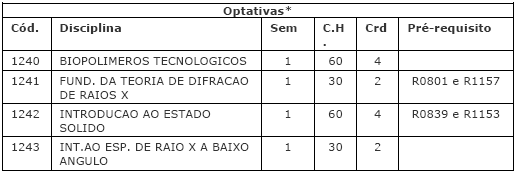 Optativas*
Cód. Disciplina Sem C.H. Crd Pré-requisito
1240 BIOPOLIMEROS TECNOLOGICOS 1 60 4
1241 FUND. DA TEORIA DE DIFRACAO DE RAIOS X 1 30 2 R0801 e R1157
1242 INTRODUCAO AO ESTADO SOLIDO 1 60 4 R0839 e R1153
1243 INT.AO ESP. DE RAIO X A BAIXO ANGULO 1 30 2